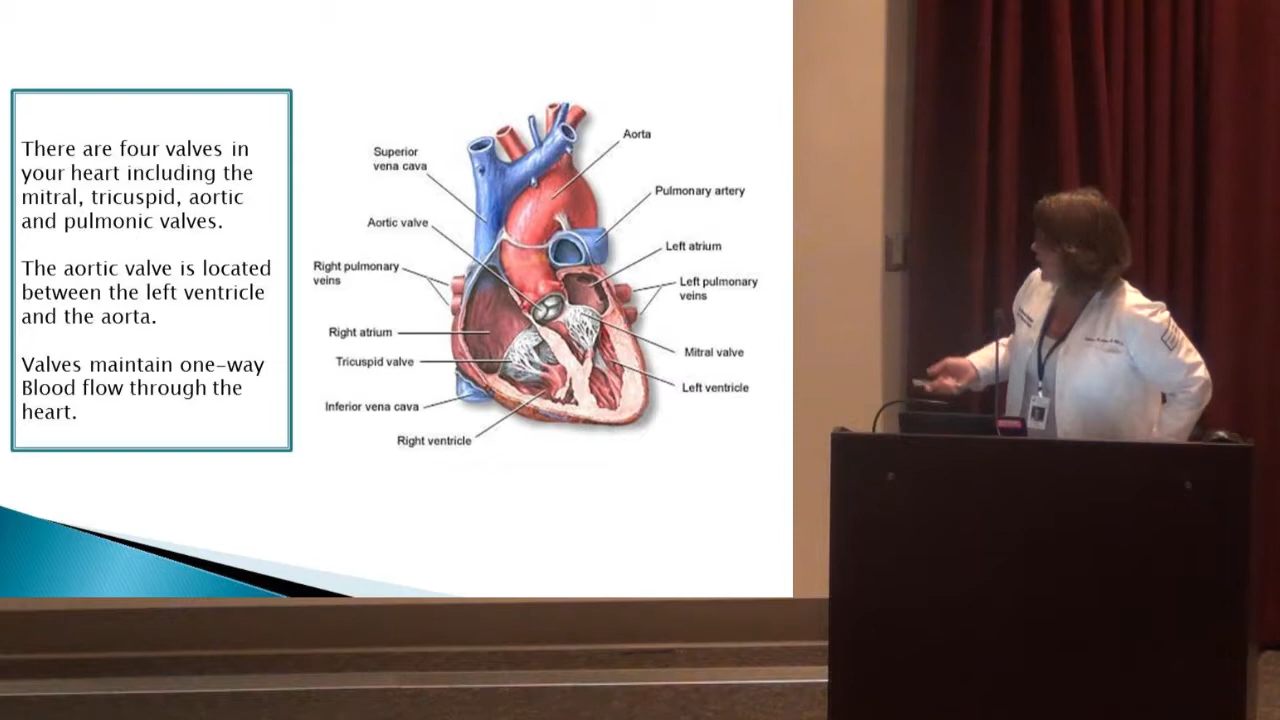 There are four valves in
your heart including the
mitral, tricuspid, aortic
and pulmonic valves.
The aortic valve is located
between the left ventricle
and the aorta.
Valves maintain one-way
Blood flow through the
heart.
Aorta
Superior
vena cava
Pulmonary artery
Aortic valve
Left atrium
Right pulmonary
veins
Left pulmonary
veins
Right atrium
Tricuspid valve
Mitral valve
Left ventricle
Inferior vena cava
Right ventricle